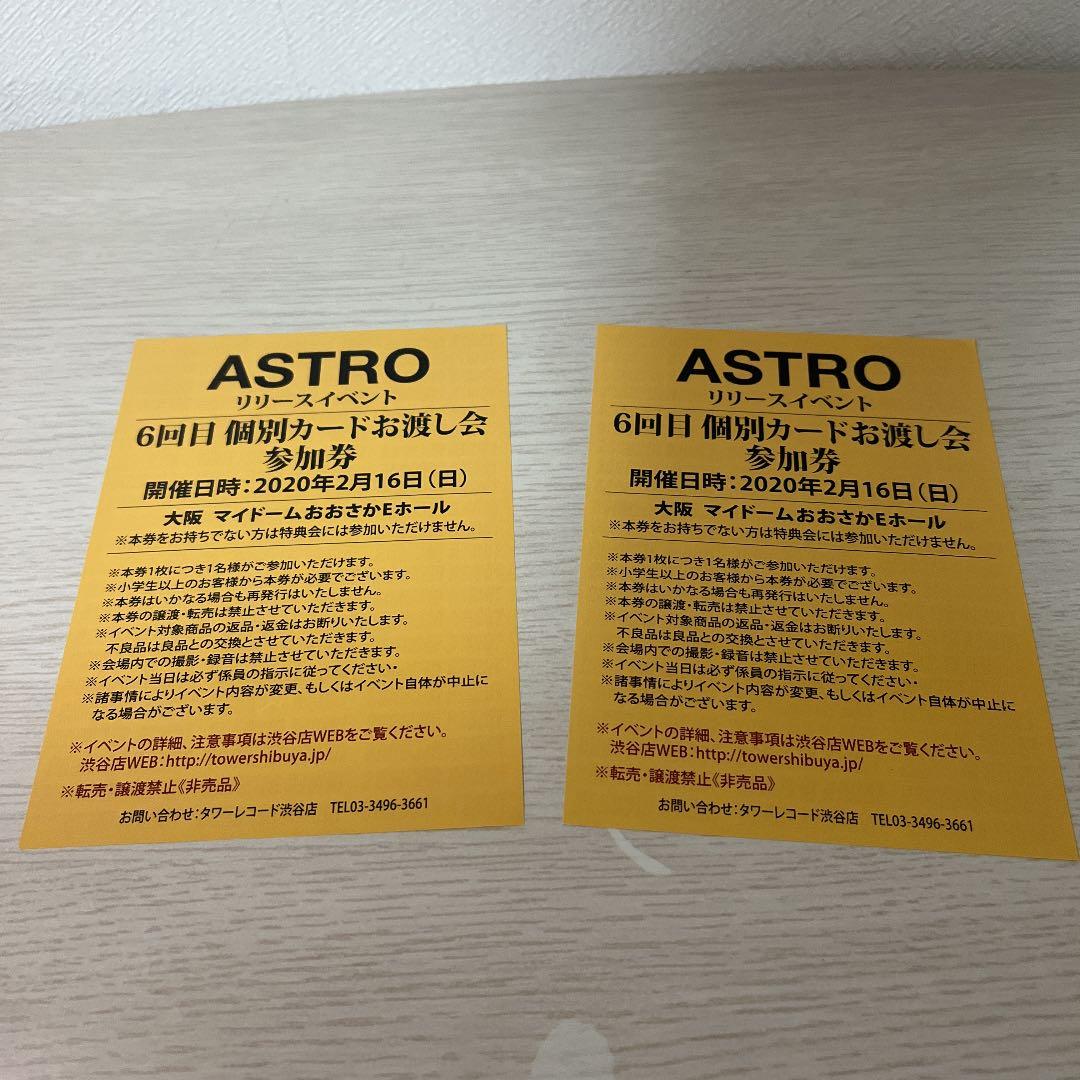 ASTRO
リリースイベント
6回目 個別カードお渡し会
参加券
開催日時：2020年2月16日（日）
大阪 マイドームおおさかEホール
※本券をお持ちでない方は特典会には参加いただけません。
※本券1枚につき1名様がご参加いただけます。
※小学生以上のお客様から本券が必要でございます。
※本券はいかなる場合も再発行はいたしません。
※本券の譲渡・転売は禁止させていただきます。
※イベント対象商品の返品・返金はお断りいたします。
不良品は良品との交換とさせていただきます。
※会場内での撮影・録音は禁止させていただきます。
※イベント当日は必ず係員の指示に従ってください・
※諸事情によりイベント内容が変更、もしくはイベント自体が中止に
なる場合がございます。
※イベントの詳細、注意事項は渋谷店WEBをご覧ください。
渋谷店WEB：http://towershibuya.jp/
※転売・譲渡禁止《非売品》
お問い合わせ：タワーレコード渋谷店 TEL03-3496-3661
ASTRO
リリースイベント
6回目 個別カードお渡し会
参加券
開催日時：2020年2月16日（日）
大阪 マイドームおおさかEホール
※本券をお持ちでない方は特典会には参加いただけません。
※本券1枚につき1名様がご参加いただけます。
※小学生以上のお客様から本券が必要でございます。
※本券はいかなる場合も再発行はいたしません。
※本券の譲渡・転売は禁止させていただきます。
※イベント対象商品の返品・返金はお断りいたします。
不良品は良品との交換とさせていただきます。
※会場内での撮影・録音は禁止させていただきます。
※イベント当日は必ず係員の指示に従ってください・
※諸事情によりイベント内容が変更、もしくはイベント自体が中止に
なる場合がございます。
※イベントの詳細、注意事項は渋谷店WEBをご覧ください。
渋谷店WEB：http://towershibuya.jp/
※転売・譲渡禁止《非売品》
お問い合わせ：タワーレコード渋谷店 TEL03-3496-3661